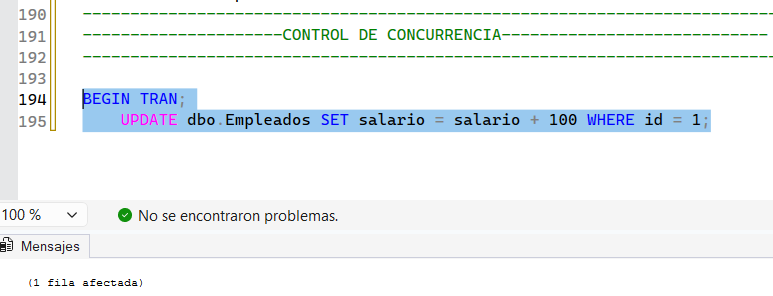 190 --------------------------------------------------------------------------
191 ---------------------CONTROL DE CONCURRENCIA----------------------------
192 --------------------------------------------------------------------------
193
194 BEGIN TRAN;
195 UPDATE dbo.Empleados SET salario = salario + 100 WHERE id = 1;
100 % No se encontraron problemas.
Mensajes
(1 fila afectada)